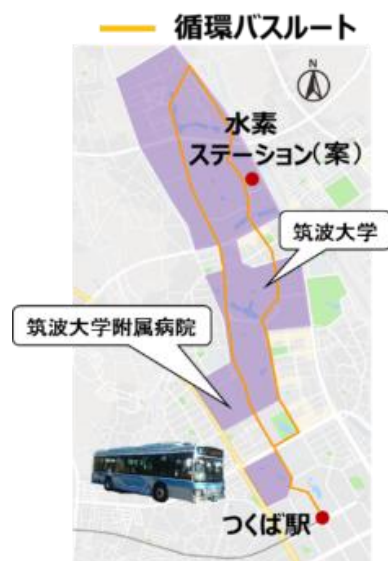 循環バスルート
N
水素
ステーション(案)
筑波大学
筑波大学附属病院
つくば駅